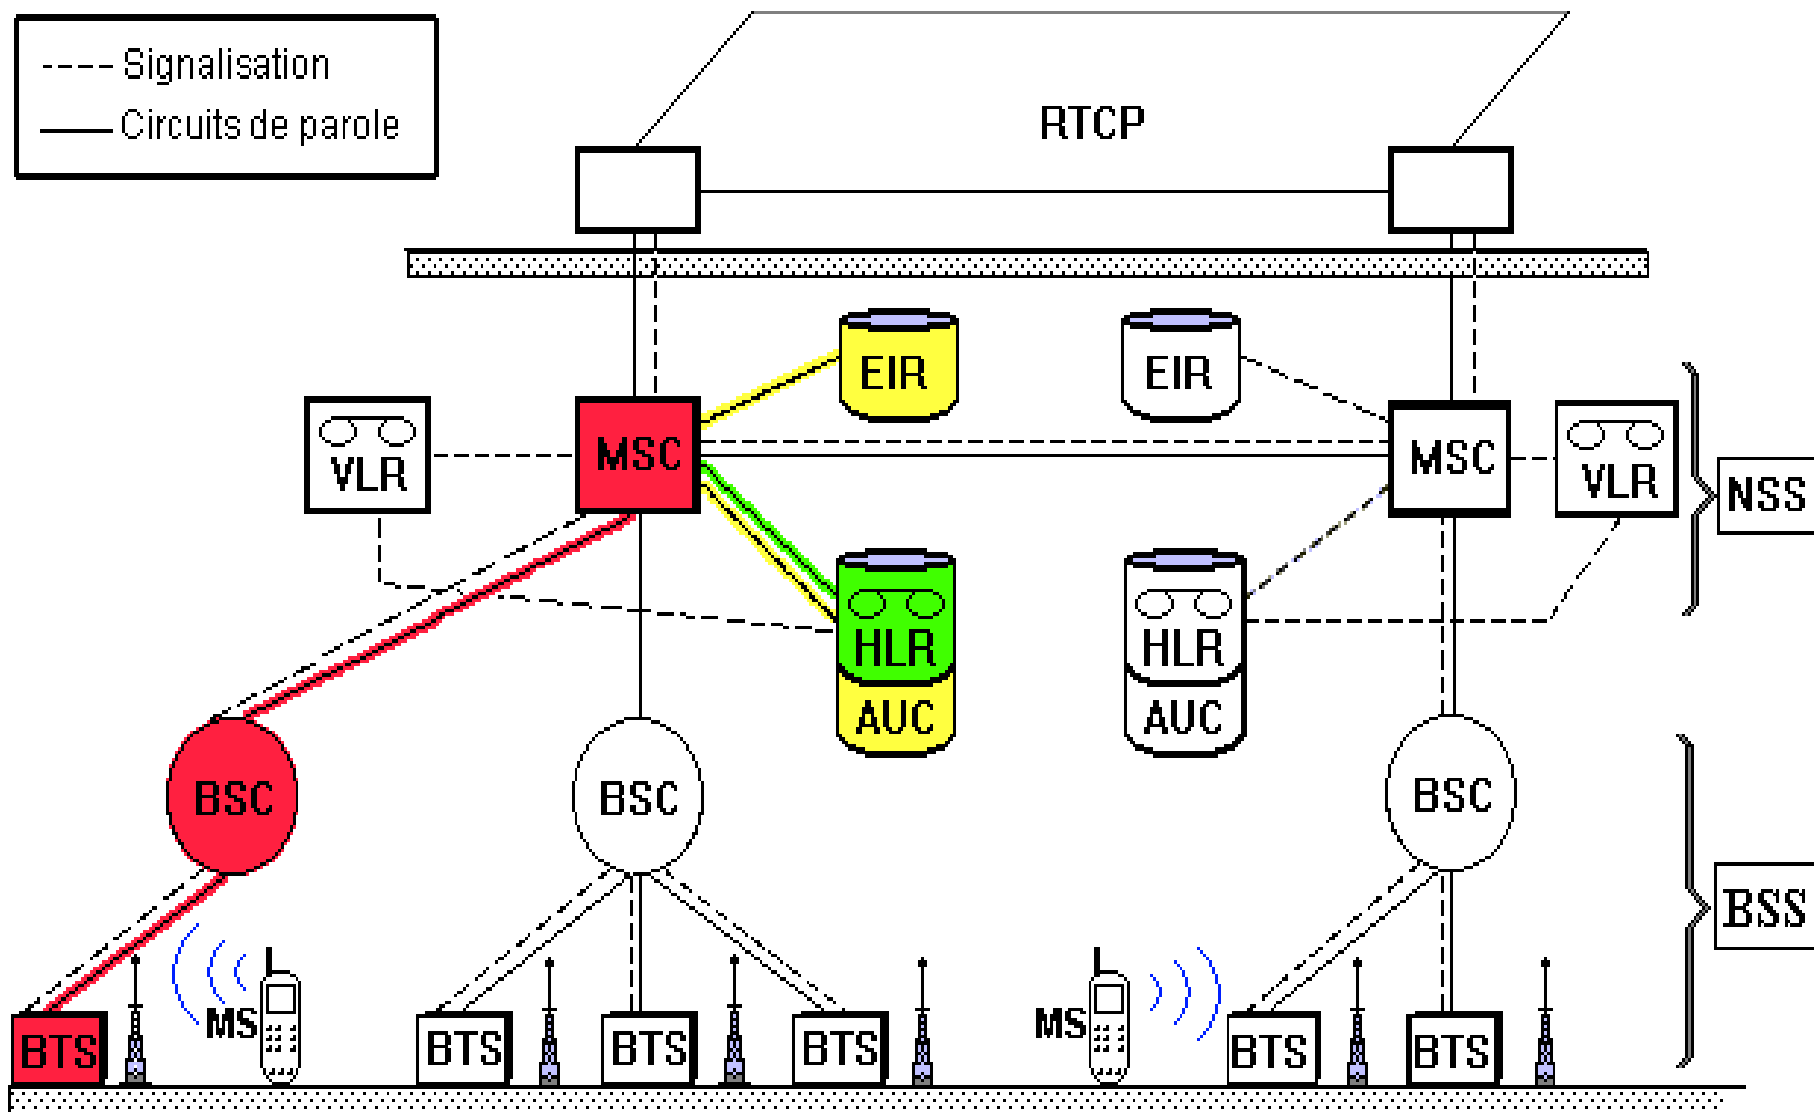 Signalisation
Circuits de parole
RTCP
EIR
EIR
VLR
MSC
MSC
VLR
NSS
HLR
HLR
AUC
AUC
BSC
BSC
BSC
BSS
MS
MS
BTS
BTS
BTS
BTS
BTS
BTS